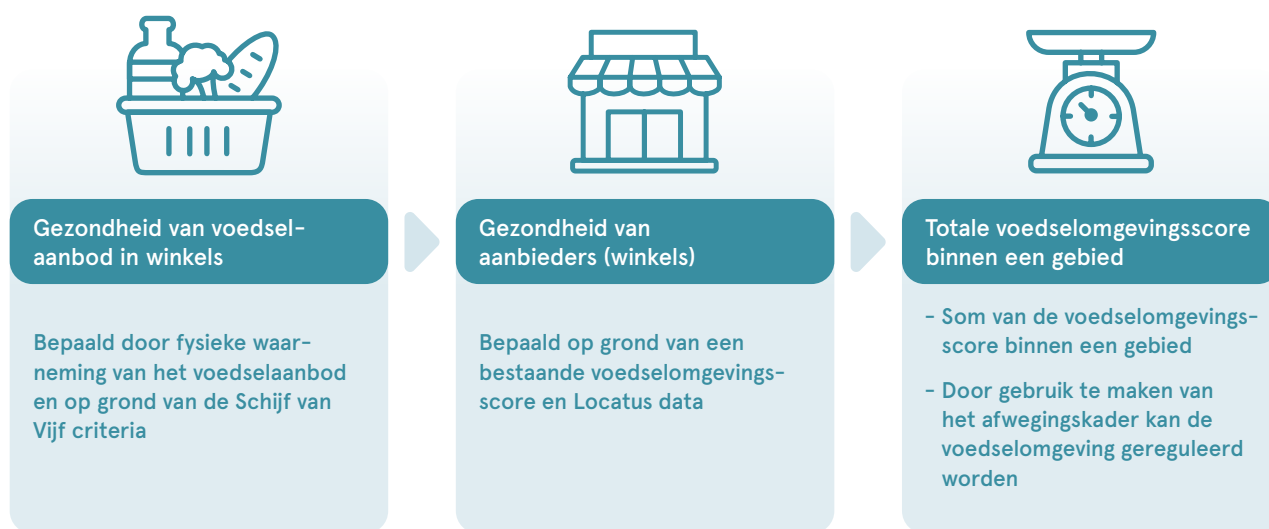 Gezondheid van voedsel-
aanbod in winkels
Bepaald door fysieke waar-
neming van het voedselaanbod
en op grond van de Schijf van
Vijf criteria
Gezondheid van
aanbieders (winkels)
Bepaald op grond van een
bestaande voedselomgevings-
score en Locatus data
Totale voedselomgevingsscore
binnen een gebied
- Som van de voedselomgevings-
score binnen een gebied
- Door gebruik te maken van
het afwegingskader kan de
voedselomgeving gereguleerd
worden